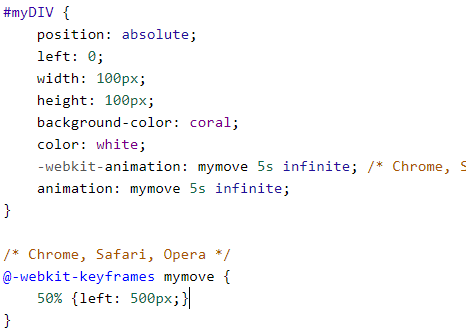 #myDIV {
    position: absolute;
    left: 0;
    width: 100px;
    height: 100px;
    background-color: coral;
    color: white;
    -webkit-animation: mymove 5s infinite; /* Chrome, S
    animation: mymove 5s infinite;
}

/* Chrome, Safari, Opera */
@-webkit-keyframes mymove {
    50% {left: 500px;}
}